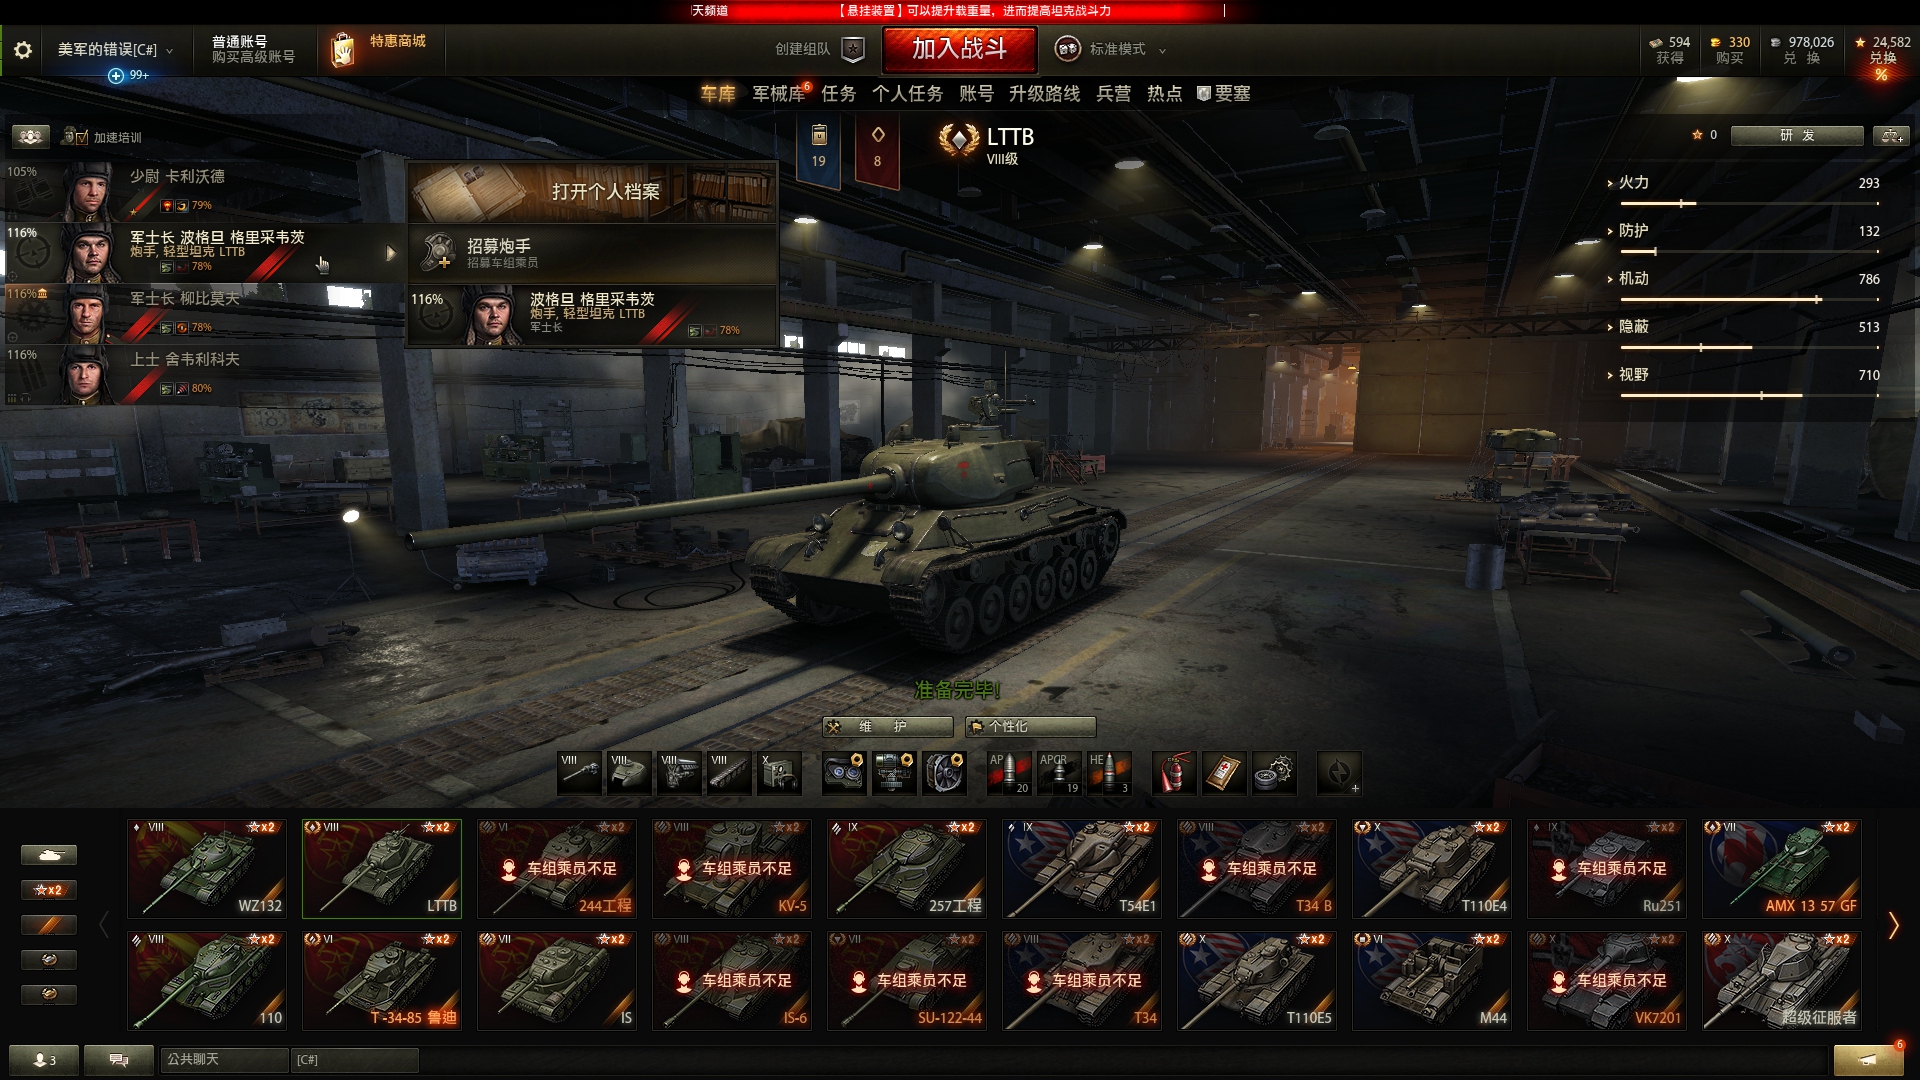 天频道 【悬挂装置】可以提升载重量，进而提高坦克战斗力
美军的错误[C#]
99+
普通账号
购买高级账号
特惠商城
创建组队
加入战斗
标准模式
594
获得
330
购买
978,026
兑 换
24,582
兑换
%
车库 军械库 6 任务 个人任务 账号 升级路线 兵营 热点 要塞
加速培训
105%
少尉 卡利沃德
79%
116%
军士长 波格旦 格里采韦茨
炮手, 轻型坦克 LTTB
78%
116%
军士长 柳比莫夫
78%
116%
上士 舍韦利科夫
80%
打开个人档案
招募炮手
招募车组乘员
116%
波格旦 格里采韦茨
炮手, 轻型坦克 LTTB
军士长
78%
19
8
LTTB
VIII级
0
研 发
火力 293
防护 132
机动 786
隐蔽 513
视野 710
准备完毕!
维 护
个性化
VIII VIII VIII VIII X
AP 20
APCR 19
HE 3
VIII x2 WZ132
VIII x2 LTTB
VI x2 车组乘员不足 244工程
VIII x2 车组乘员不足 KV-5
IX x2 257工程
IX x2 T54E1
VIII x2 车组乘员不足 T34 B
X x2 T110E4
IX x2 车组乘员不足 Ru251
VII x2 AMX 13 57 GF
x2
VIII x2 110
VI x2 T-34-85 鲁迪
VII x2 IS
VIII x2 车组乘员不足 IS-6
VII x2 车组乘员不足 SU-122-44
VIII x2 车组乘员不足 T34
X x2 T110E5
VI x2 M44
X x2 车组乘员不足 VK7201
X x2 超级征服者
3
公共聊天
[C#]
6